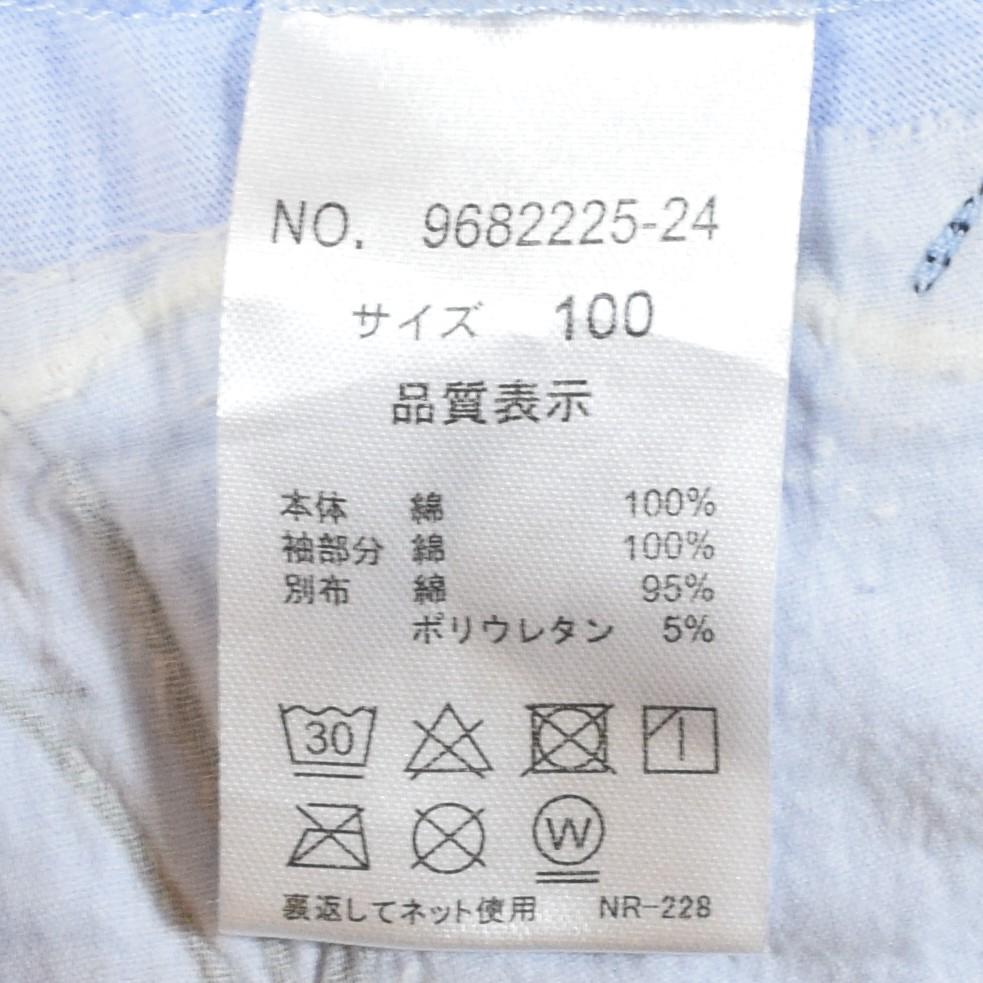 NO. 9682225-24
サイズ 100
品質表示
本体 綿 100%
袖部分 綿 100%
別布 綿 95%
ポリウレタン 5%
30
W
裏返してネット使用 NR-228